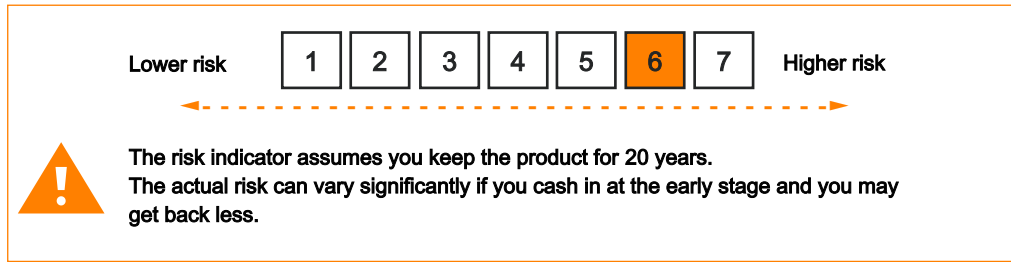 Lower risk 1 2 3 4 5 6 7 Higher risk
!
The risk indicator assumes you keep the product for 20 years.
The actual risk can vary significantly if you cash in at the early stage and you may
get back less.